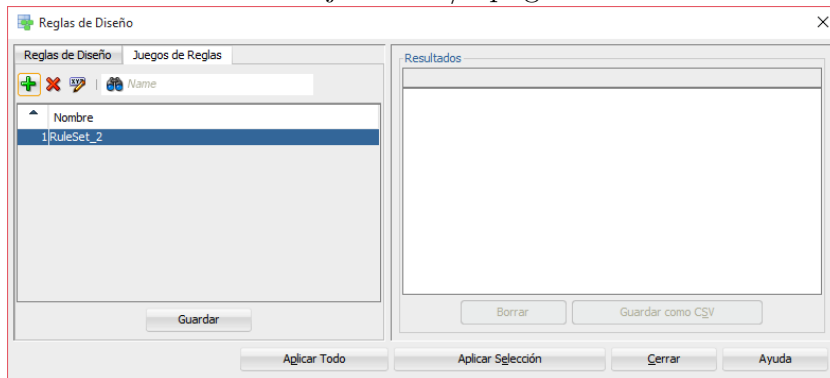 Reglas de Diseño
Reglas de Diseño Juegos de Reglas
Name
Nombre
1 RuleSet_2
Guardar
Resultados
Borrar Guardar como CSV
Aplicar Todo Aplicar Selección Cerrar Ayuda